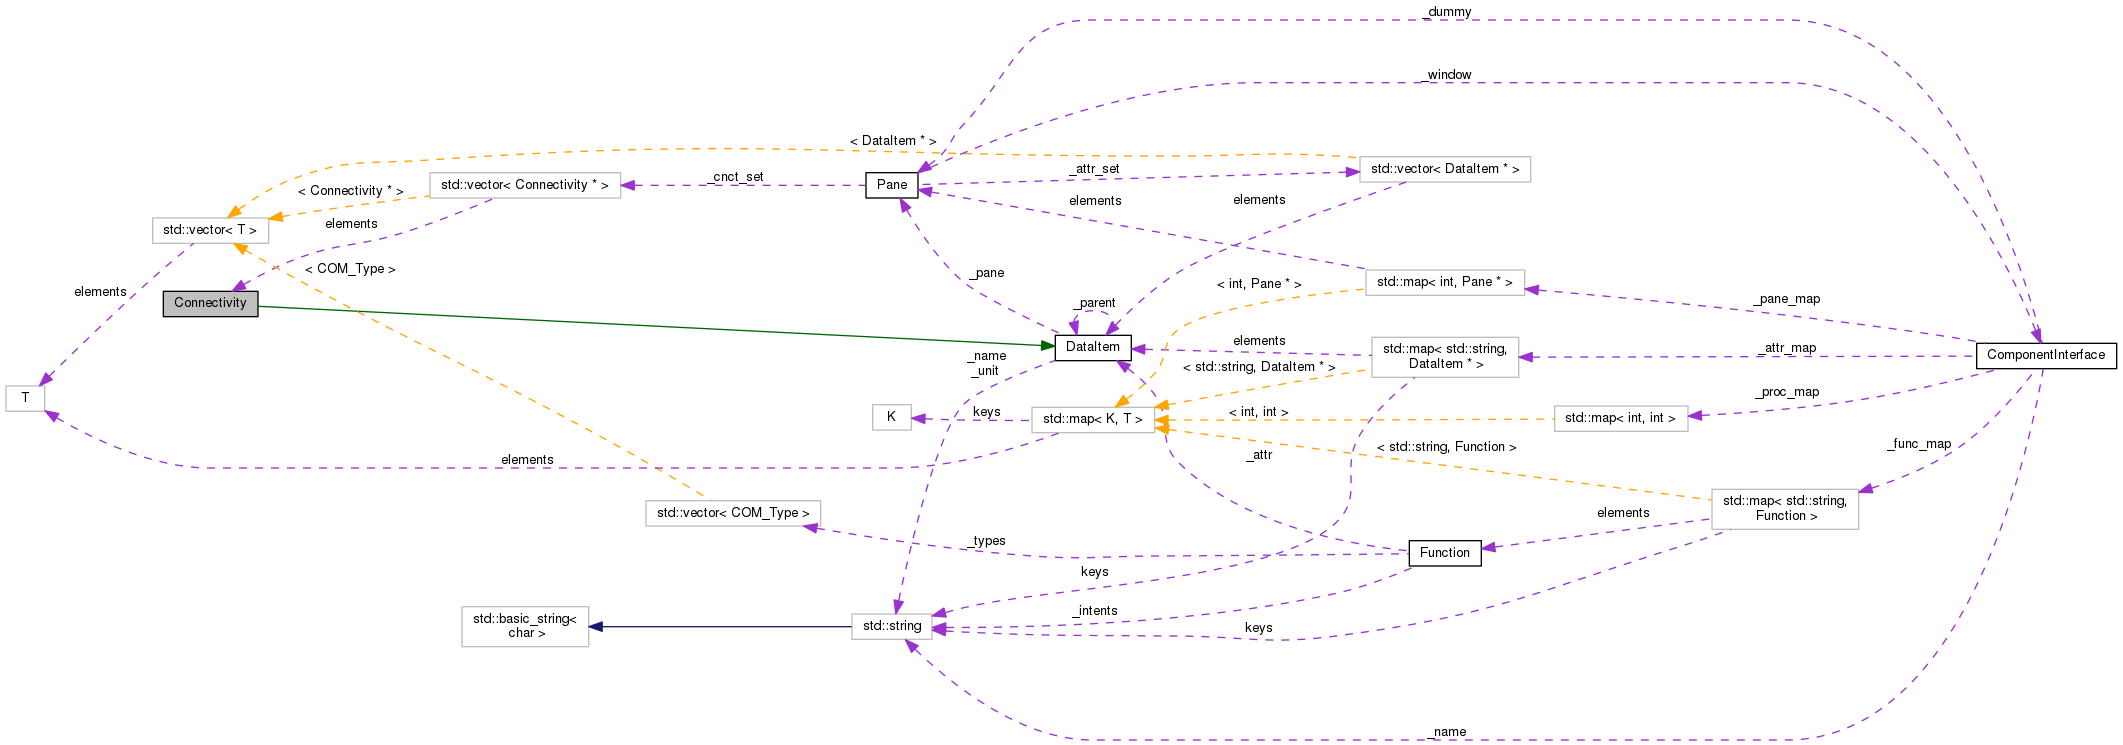 _dummy
_window
< DataItem * >
_cnct_set
_attr_set
std::vector< DataItem * >
< Connectivity * >
std::vector< Connectivity * >
Pane
elements
elements
elements
std::vector< T >
< COM_Type >
_pane
< int, Pane * >
std::map< int, Pane * >
elements
Connectivity
_parent
_pane_map
DataItem
_name
_unit
elements
std::map< std::string,
DataItem * >
_attr_map
ComponentInterface
< std::string, DataItem * >
T
K
keys
std::map< K, T >
< int, int >
std::map< int, int >
_proc_map
elements
_attr
< std::string, Function >
_func_map
std::vector< COM_Type >
std::map< std::string,
Function >
elements
_types
Function
keys
_intents
std::basic_string<
char >
std::string
keys
_name